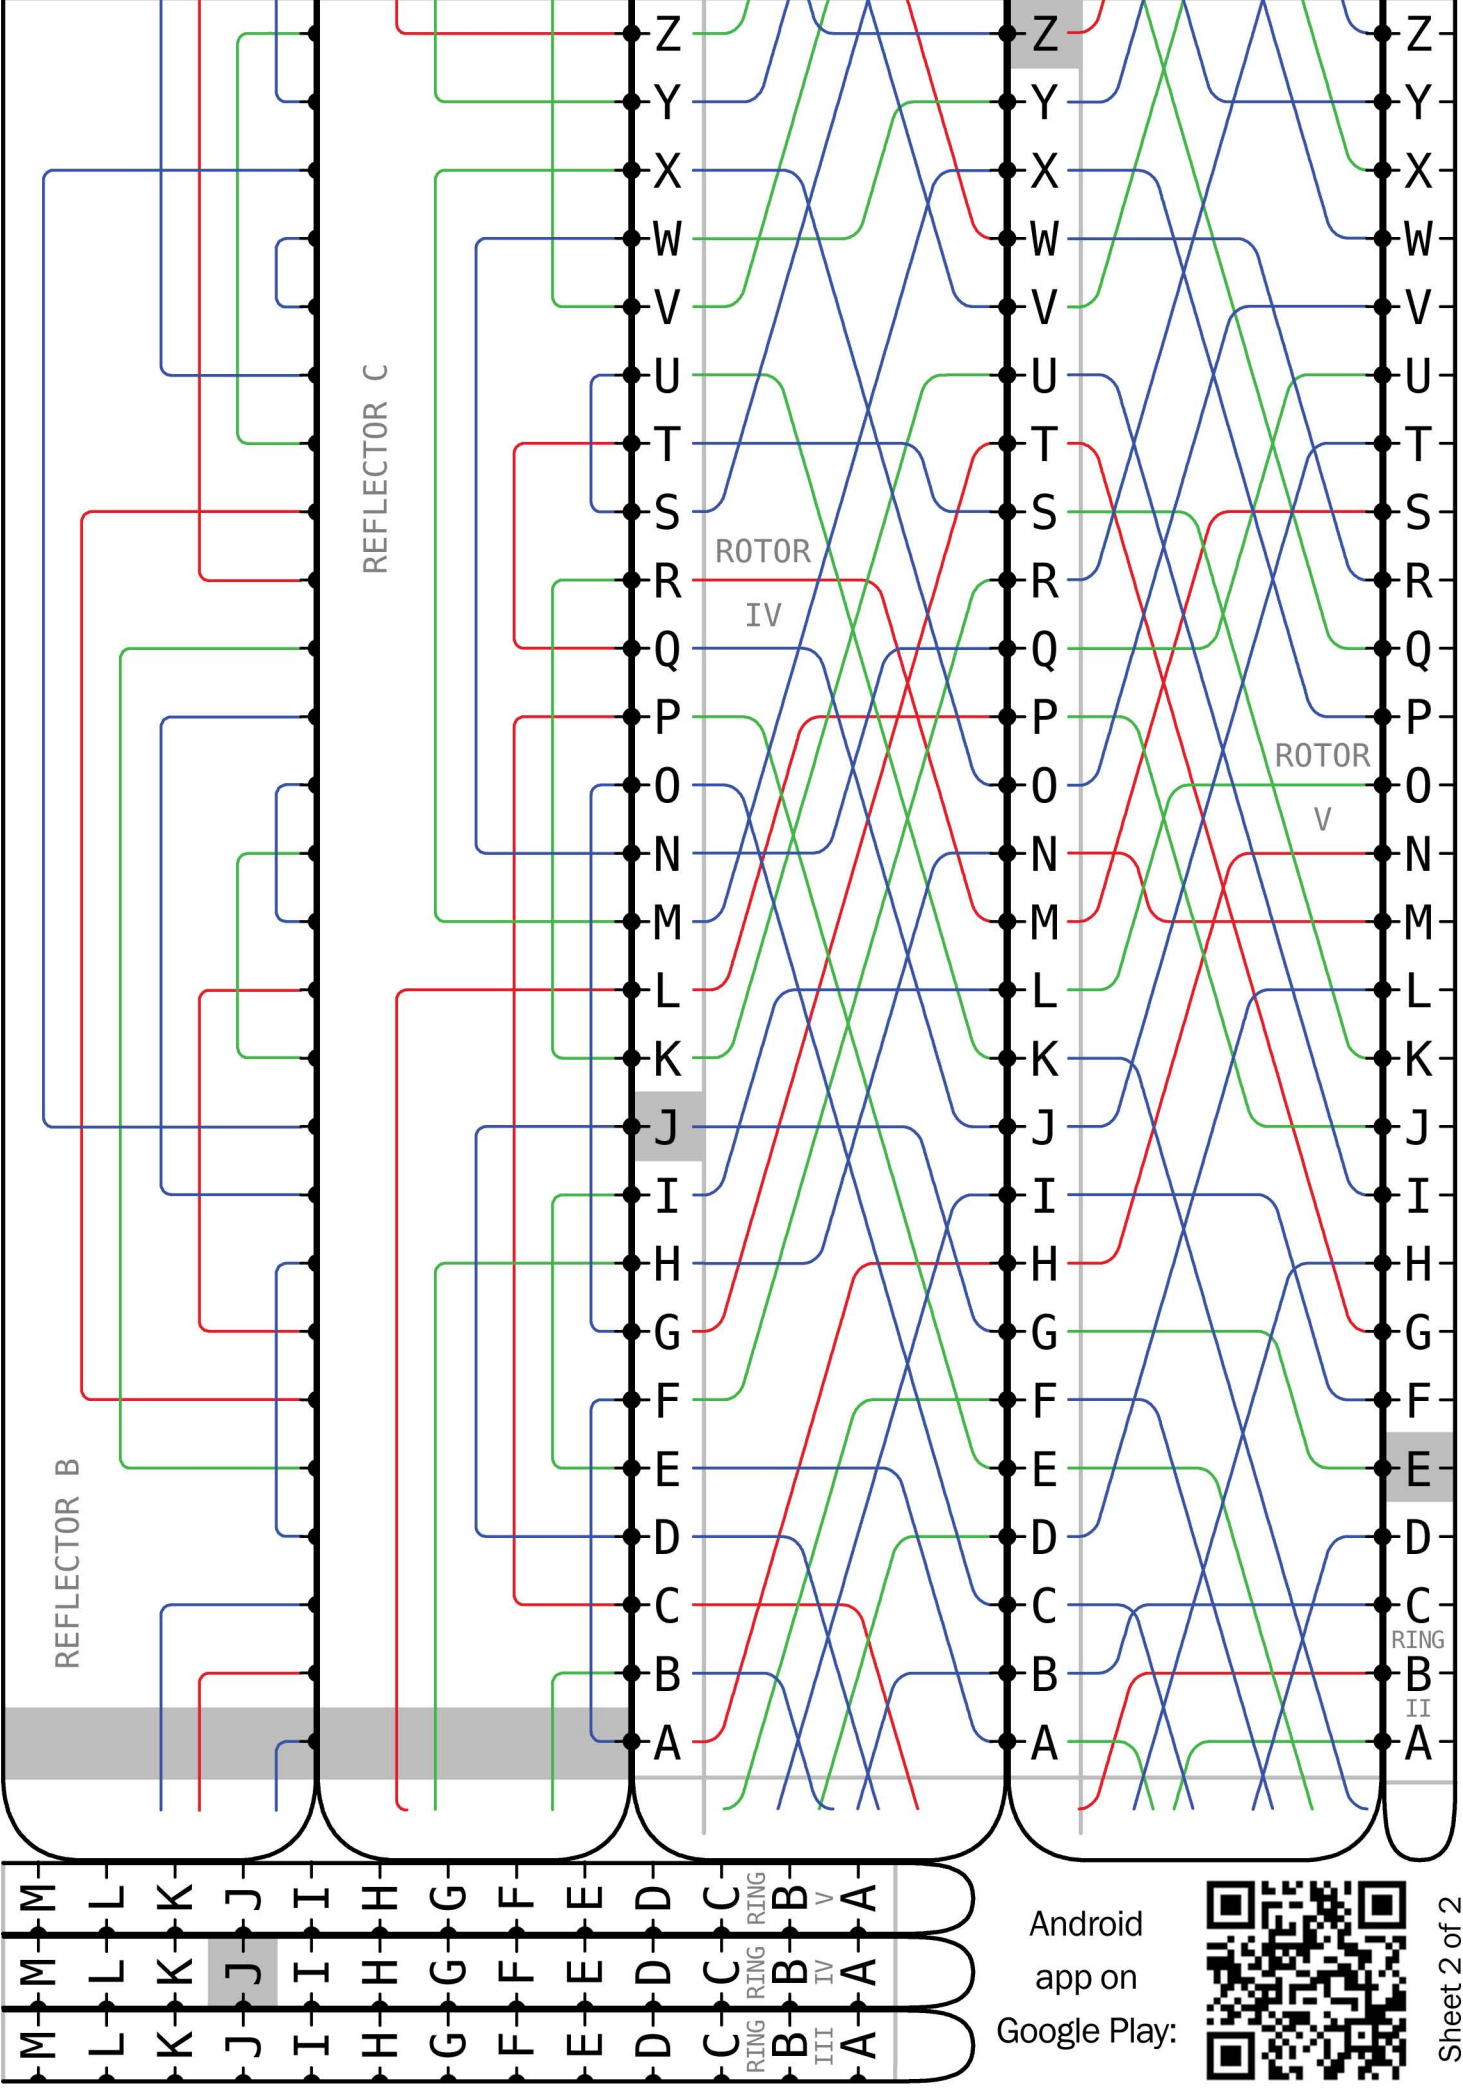 Z Z Z
Y Y Y
X X X
W W W
V V V
U U U
REFLECTOR C
T T T
S S S
ROTOR
R R R
IV
Q Q Q
P P P
ROTOR
O O O
V
N N N
M M M
L L L
K K K
J J J
I I I
H H H
G G G
F F F
E E E
REFLECTOR B
D D D
C C C
RING
B B B
II
A A A
M L K J I H G F E D C RING B V A
M L K J I H G F E D C RING B IV A
M L K J I H G F E D C RING B III A
Android
app on
Google Play:
Sheet 2 of 2